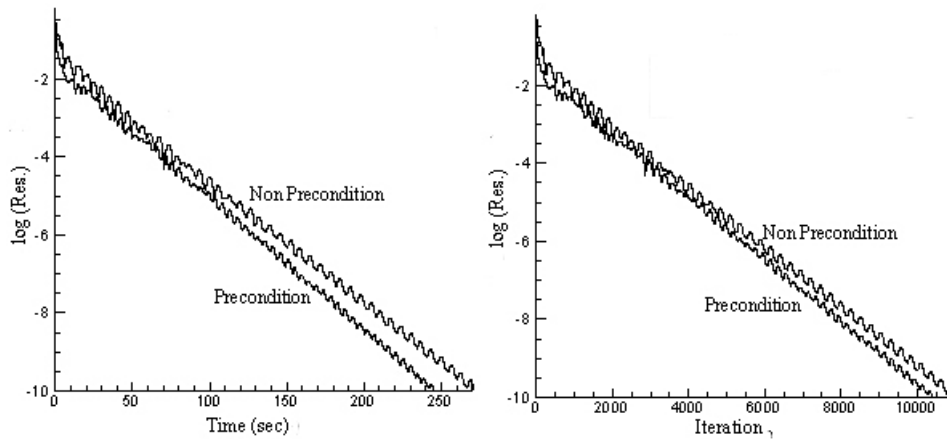 log (Res.)
-2
-4
-6
-8
-10
Non Precondition
Precondition
0
50
100
150
200
250
Time (sec)
log (Res.)
-2
-4
-6
-8
-10
Non Precondition
Precondition
0
2000
4000
6000
8000
10000
Iteration